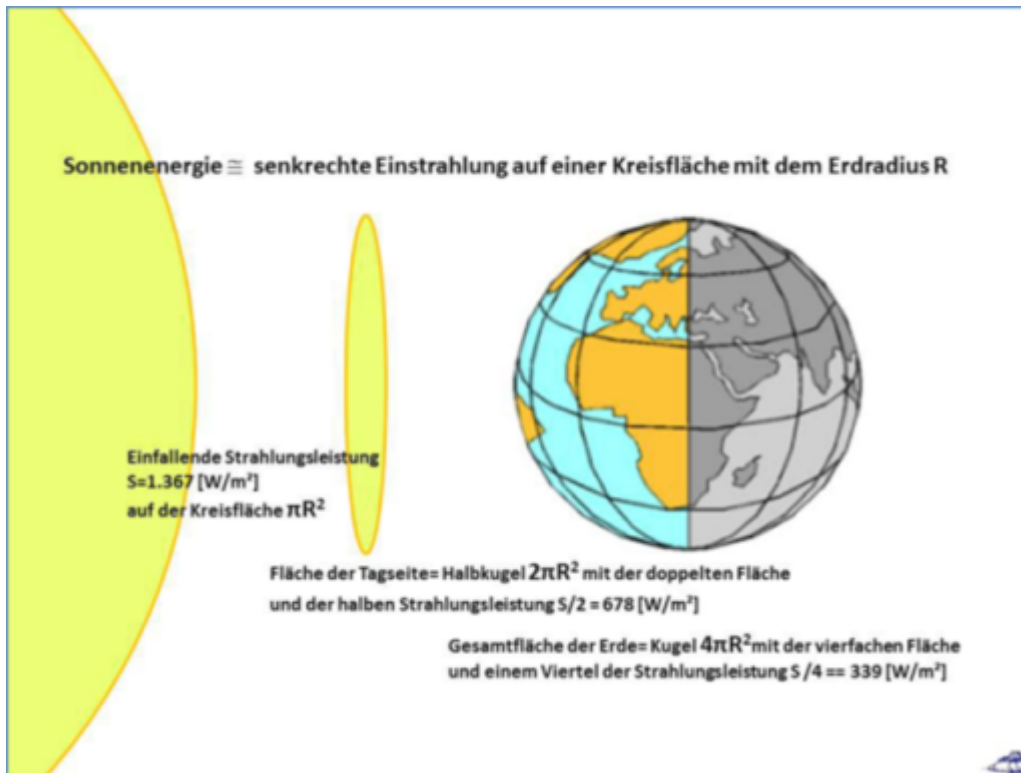 Sonnenenergie ≅ senkrechte Einstrahlung auf einer Kreisfläche mit dem Erdradius R
Einfallende Strahlungsleistung
S=1.367 [W/m²]
auf der Kreisfläche πR²
Fläche der Tagseite= Halbkugel 2πR² mit der doppelten Fläche
und der halben Strahlungsleistung S/2 = 678 [W/m²]
Gesamtfläche der Erde= Kugel 4πR² mit der vierfachen Fläche
und einem Viertel der Strahlungsleistung S /4 == 339 [W/m²]